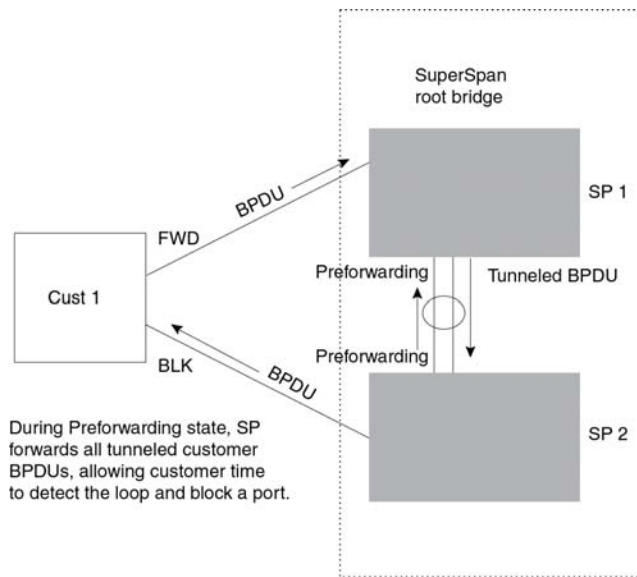 SuperSpan
root bridge
SP 1
BPDU
FWD
Preforwarding
Tunneled BPDU
Cust 1
Preforwarding
BLK
BPDU
SP 2
During Preforwarding state, SP
forwards all tunneled customer
BPDUs, allowing customer time
to detect the loop and block a port.